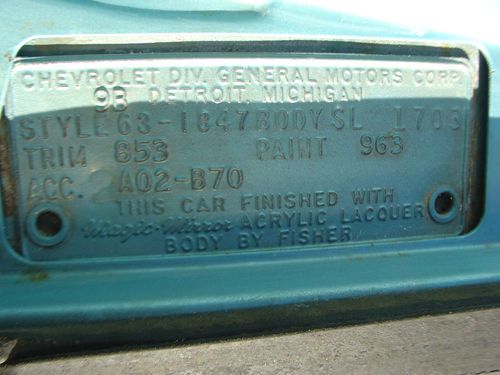 CHEVROLET DIV. GENERAL MOTORS CORP.
9B DETROIT, MICHIGAN
STYLE 63-1847 BODY SL 1703
TRIM 853 PAINT 963
ACC. 2 A02-B70
THIS CAR FINISHED WITH
Magic-Mirror ACRYLIC LACQUER
BODY BY FISHER